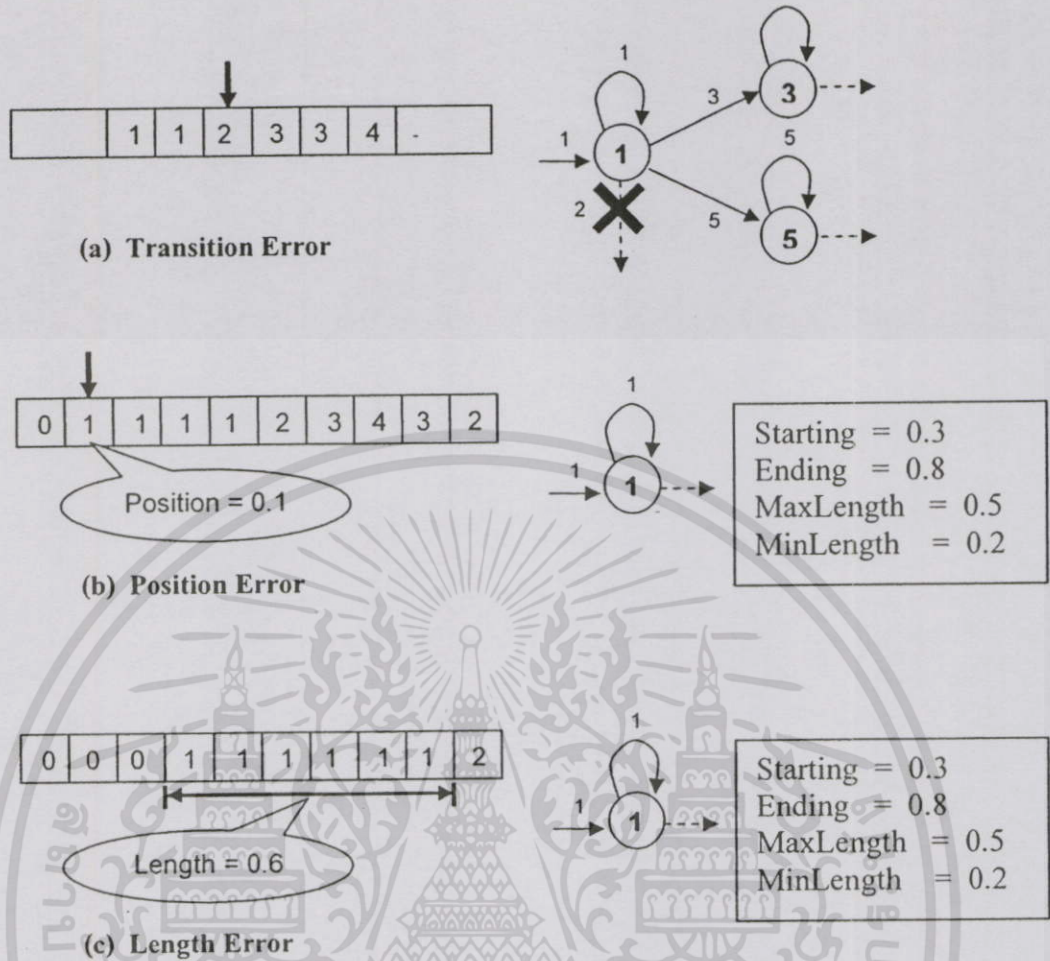 1 1 2 3 3 4 .
(a) Transition Error
1
1
1
3
3
5
5
5
2
0 1 1 1 1 2 3 4 3 2
Position = 0.1
(b) Position Error
1
1
1
Starting = 0.3
Ending = 0.8
MaxLength = 0.5
MinLength = 0.2
0 0 0 1 1 1 1 1 1 2
Length = 0.6
(c) Length Error
1
1
1
Starting = 0.3
Ending = 0.8
MaxLength = 0.5
MinLength = 0.2